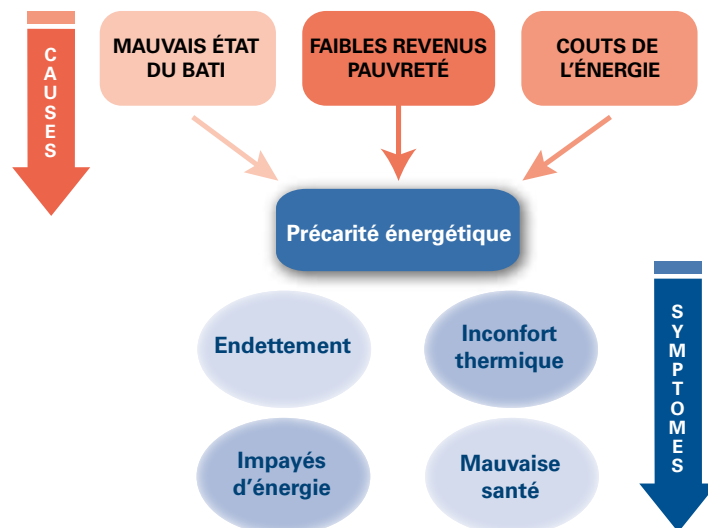 CAUSES
MAUVAIS ÉTAT
DU BATI
FAIBLES REVENUS
PAUVRETÉ
COUTS DE
L’ÉNERGIE
Précarité énergétique
SYMPTOMES
Endettement
Inconfort
thermique
Impayés
d’énergie
Mauvaise
santé